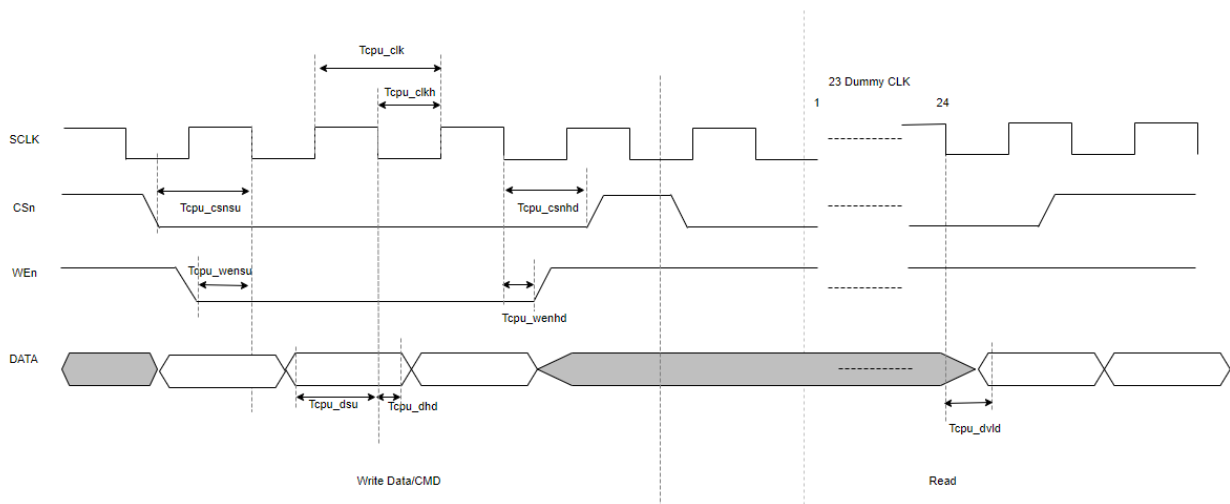 Tcpu_clk
23 Dummy CLK
Tcpu_clkh
1
24
SCLK
Tcpu_csnsu
Tcpu_csnhd
CSn
WEn
Tcpu_wensu
Tcpu_wenhd
DATA
Tcpu_dsu
Tcpu_dhd
Tcpu_dvld
Write Data/CMD
Read